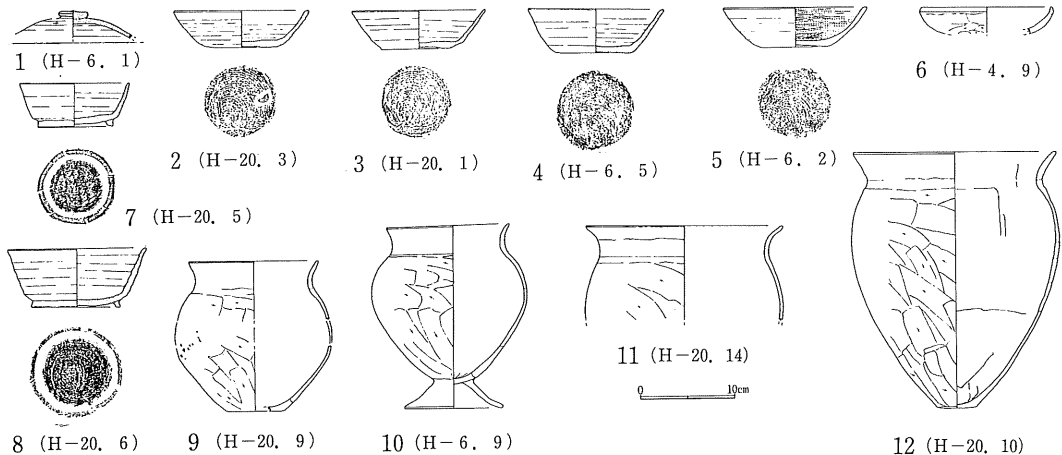 1 (H-6. 1)
2 (H-20. 3)
3 (H-20. 1)
4 (H-6. 5)
5 (H-6. 2)
6 (H-4. 9)
7 (H-20. 5)
8 (H-20. 6)
9 (H-20. 9)
10 (H-6. 9)
11 (H-20. 14)
0 10cm
12 (H-20. 10)